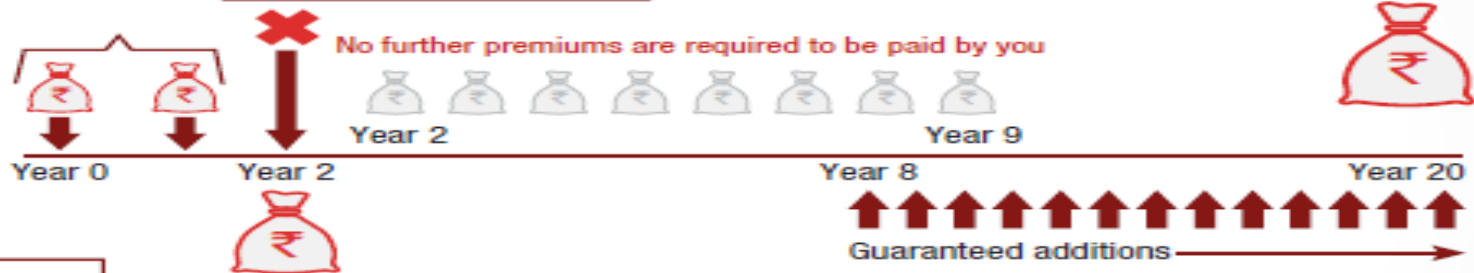 ₹ ₹
No further premiums are required to be paid by you
₹
₹ ₹ ₹ ₹ ₹ ₹ ₹ ₹
Year 2 Year 9
Year 0 Year 2 Year 8 Year 20
₹
Guaranteed additions